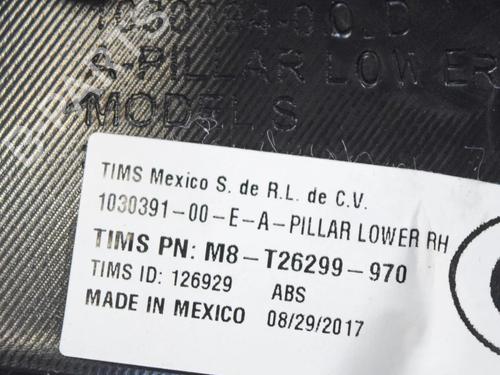 S-PILLAR LOWER
MODEL S
TIMS Mexico S. de R.L. de C.V.
1030391-00-E-A-PILLAR LOWER RH
TIMS PN: M8-T26299-970
TIMS ID: 126929 ABS
MADE IN MEXICO 08/29/2017